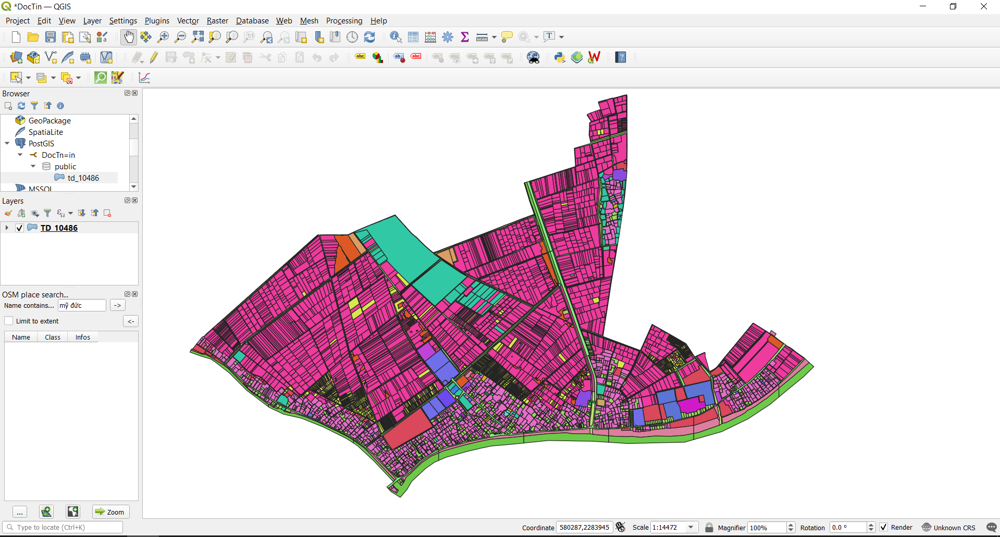 *DocTin — QGIS
Project Edit View Layer Settings Plugins Vector Raster Database Web Mesh Processing Help
Browser
GeoPackage
SpatiaLite
PostGIS
DocTn=in
public
td_10486
MSSQL
Layers
TD_10486
OSM place search...
Name contains... mỹ đức ->
Limit to extent <-
Name Class Infos
... Zoom
Type to locate (Ctrl+K) Coordinate 580287,2283945 Scale 1:14472 Magnifier 100% Rotation 0.0 ° Render Unknown CRS